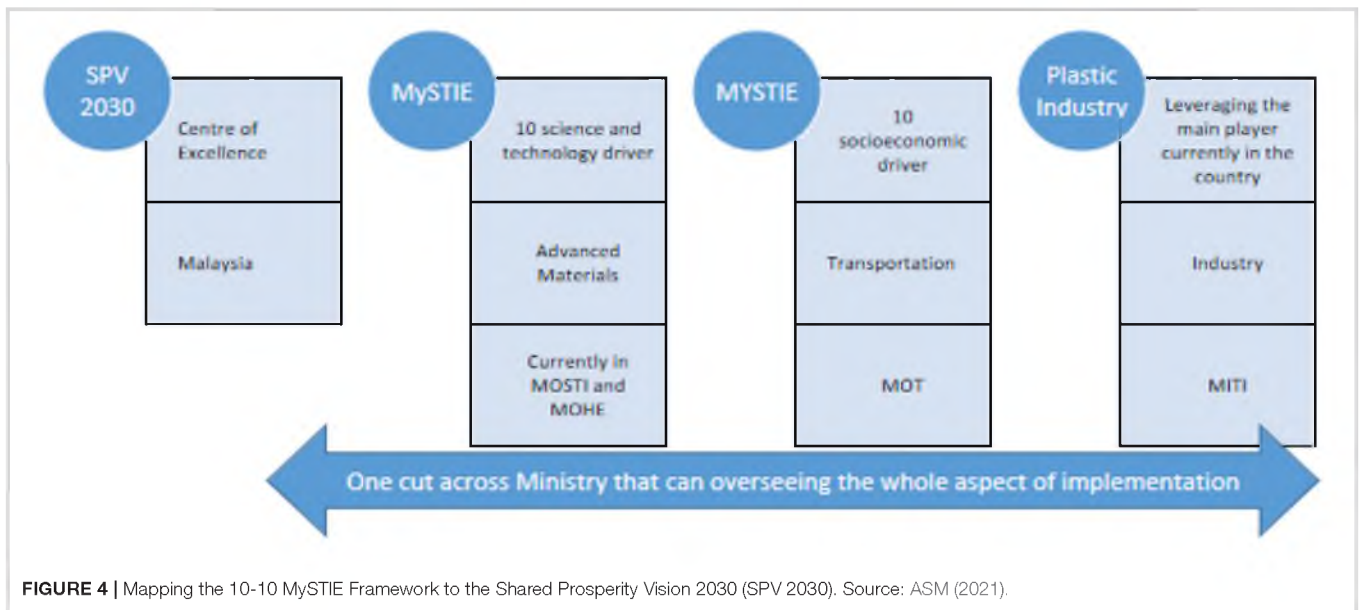 SPV
2030
Centre of
Excellence
Malaysia
MySTIE
10 science and
technology driver
Advanced
Materials
Currently in
MOSTI and
MOHE
MYSTIE
10
socioeconomic
driver
Transportation
MOT
Plastic
Industry
Leveraging the
main player
currently in the
country
Industry
MITI
One cut across Ministry that can overseeing the whole aspect of implementation
FIGURE 4 | Mapping the 10-10 MySTIE Framework to the Shared Prosperity Vision 2030 (SPV 2030). Source: ASM (2021).